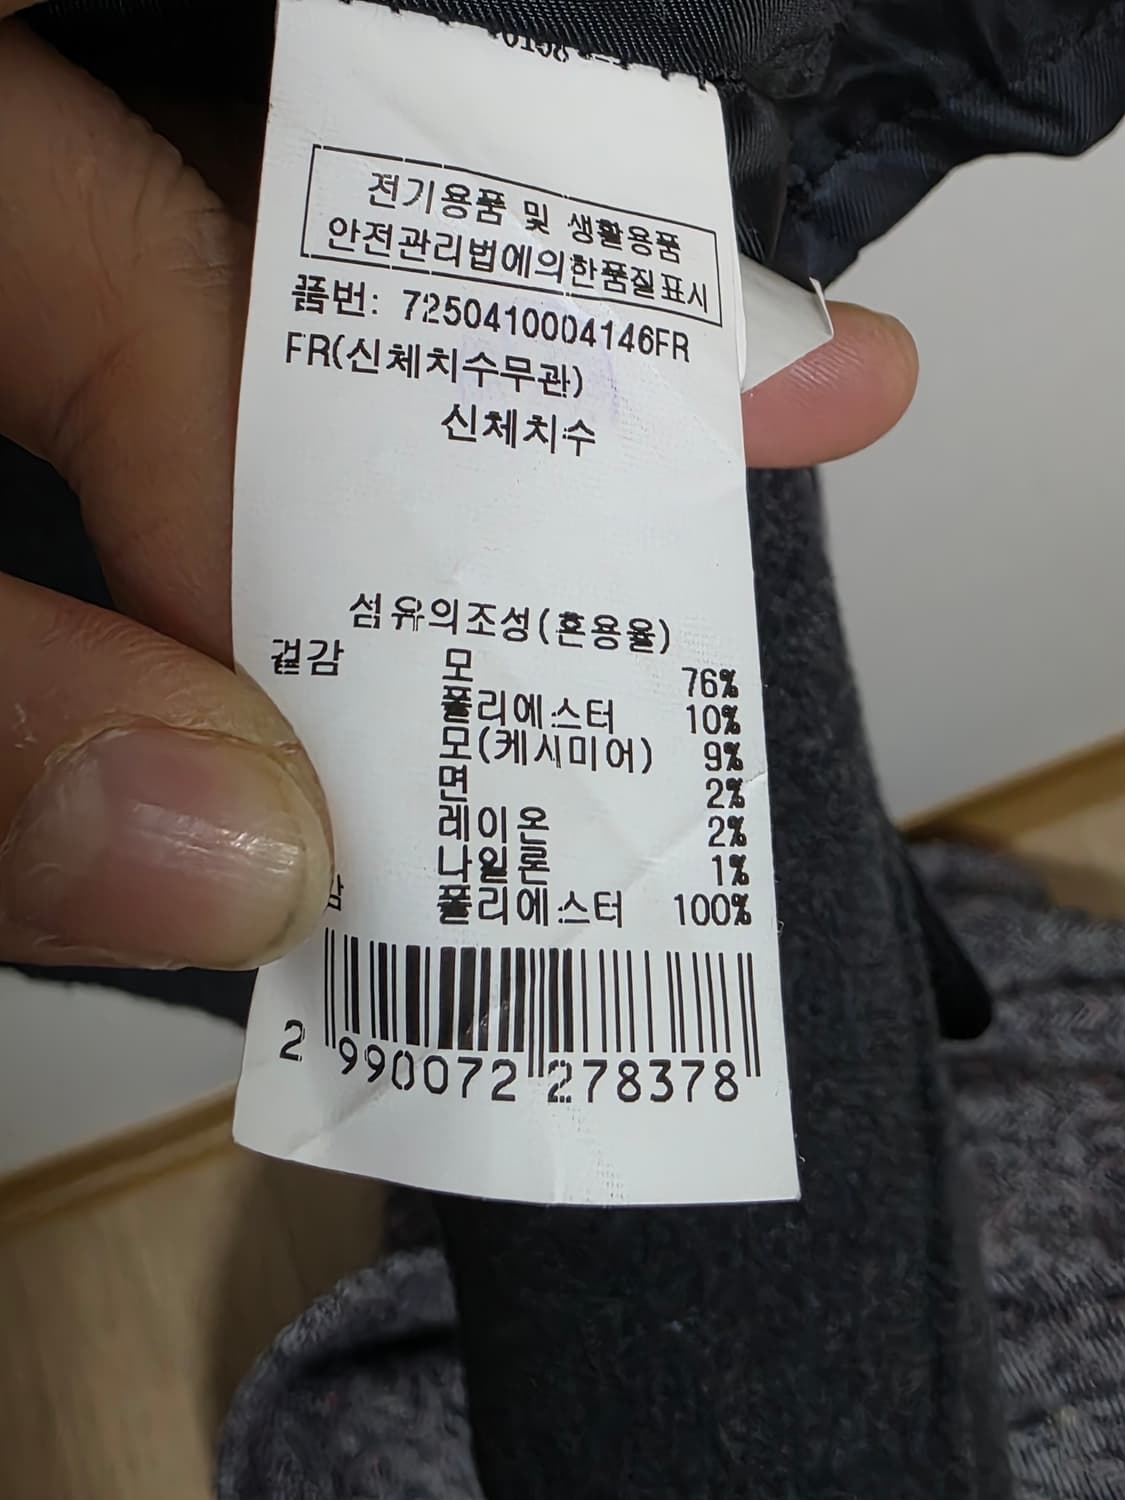 전기용품 및 생활용품
안전관리법에의한품질표시
품번: 7250410004146FR
FR(신체치수무관)
신체치수
섬유의조성(혼용율)
겉감 모 76%
폴리에스터 10%
모(케시미어) 9%
면 2%
레이온 2%
나일론 1%
폴리에스터 100%
2 990072 278378